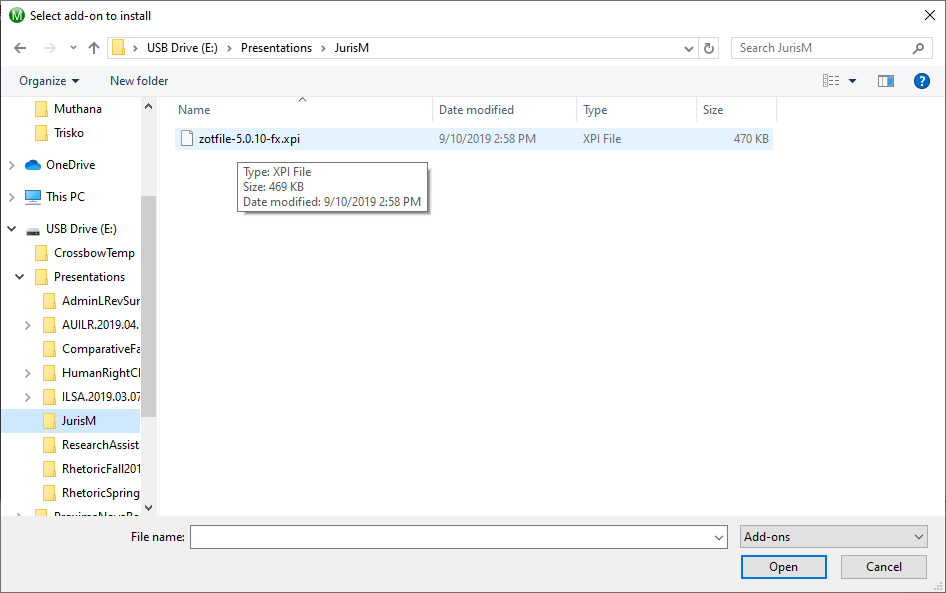 Select add-on to install
USB Drive (E:) Presentations JurisM
Search JurisM
Organize New folder
Muthana
Trisko
OneDrive
This PC
USB Drive (E:)
CrossbowTemp
Presentations
AdminLRevSur
AUILR.2019.04.
ComparativeFa
HumanRightCl
ILSA.2019.03.07
JurisM
ResearchAssist
RhetoricFall201
RhetoricSpring
Name Date modified Type Size
zotfile-5.0.10-fx.xpi 9/10/2019 2:58 PM XPI File 470 KB
Type: XPI File
Size: 469 KB
Date modified: 9/10/2019 2:58 PM
File name: Add-ons
Open Cancel